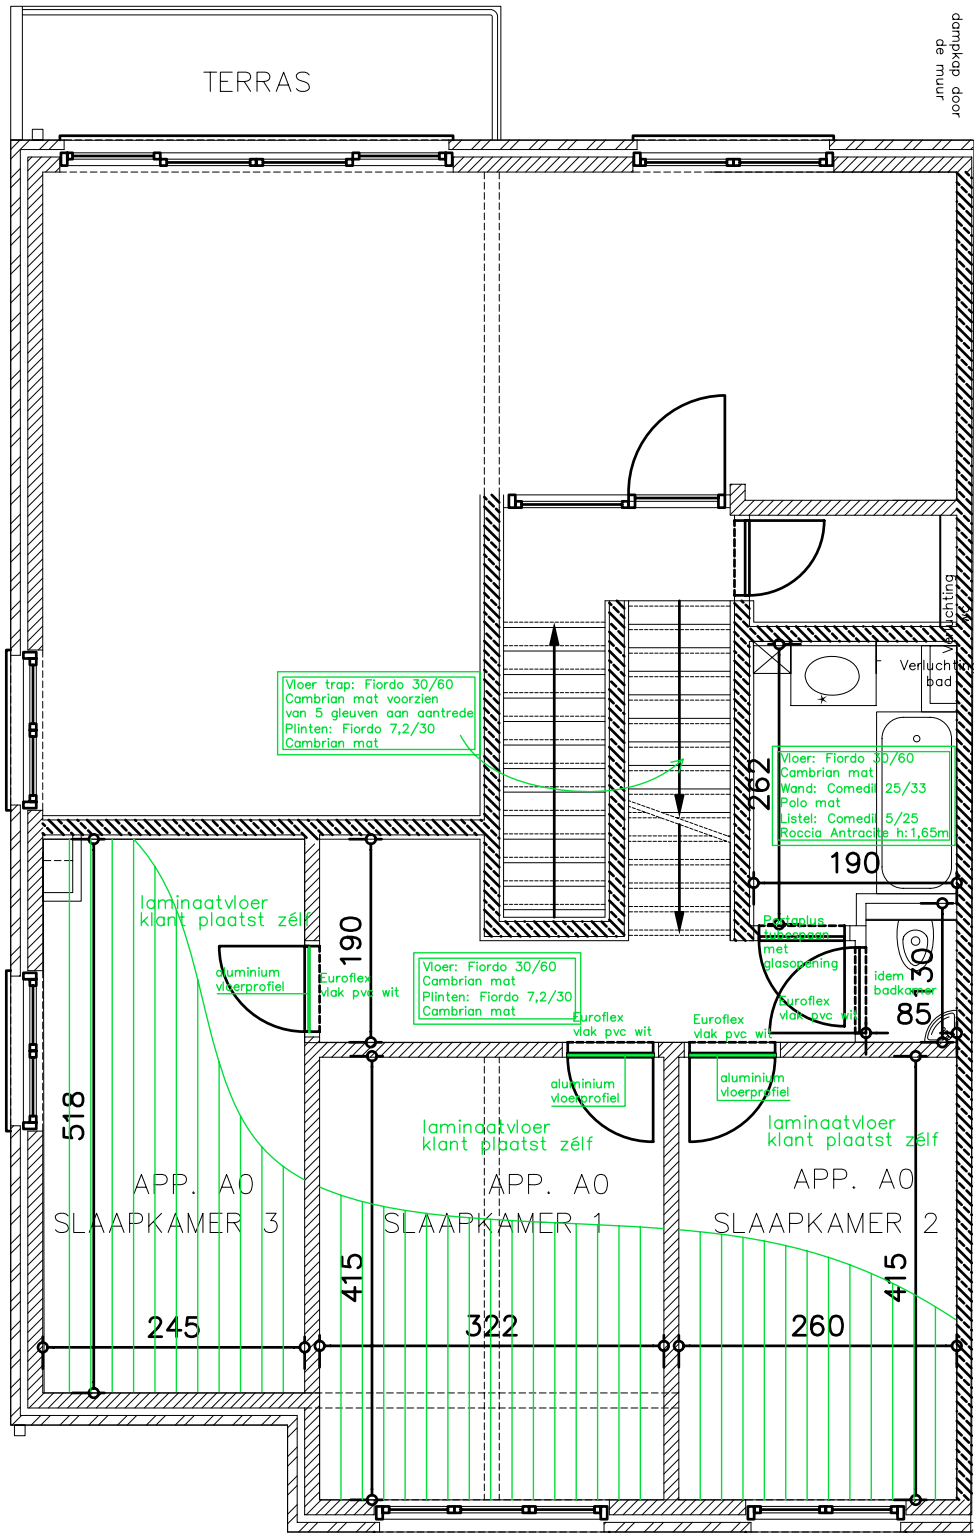 dampkap door
de muur
TERRAS
Verluchting
Verluchting
bad
Vloer trap: Fiordo 30/60
Cambrian mat voorzien
van 5 gleuven aan aantrede
Plinten: Fiordo 7,2/30
Cambrian mat
262
Vloer: Fiordo 30/60
Cambrian mat
Wand: Comedil 25/33
Polo mat
Listel: Comedil 5/25
Roccia Antracite h:1,65m
190
laminaatvloer
klant plaatst zélf
190
Portaplus
tubespaan
met
glasopening
aluminium
vloerprofiel
Euroflex
vlak pvc wit
Vloer: Fiordo 30/60
Cambrian mat
Plinten: Fiordo 7,2/30
Cambrian mat
idem
badkamer
130
85
Euroflex
vlak pvc wit
Euroflex
vlak pvc wit
Euroflex
vlak pvc wit
aluminium
vloerprofiel
aluminium
vloerprofiel
518
laminaatvloer
klant plaatst zélf
laminaatvloer
klant plaatst zélf
APP. A0
SLAAPKAMER 3
APP. A0
SLAAPKAMER 1
APP. A0
SLAAPKAMER 2
415
415
245
322
260